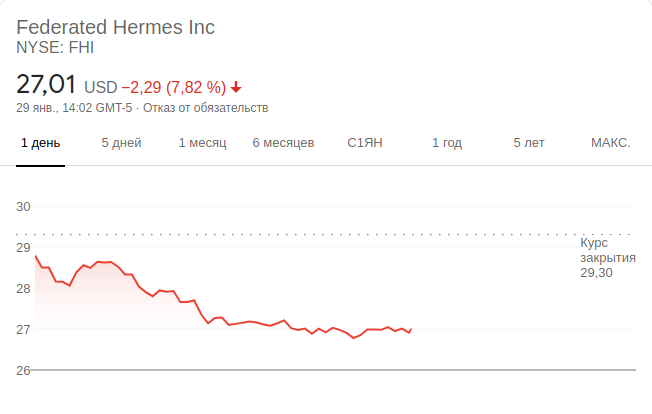 Federated Hermes Inc
NYSE: FHI
27,01 USD −2,29 (7,82 %)
29 янв., 14:02 GMT-5 · Отказ от обязательств
1 день 5 дней 1 месяц 6 месяцев С1ЯН 1 год 5 лет МАКС.
30
29
Курс
закрытия
29,30
28
27
26